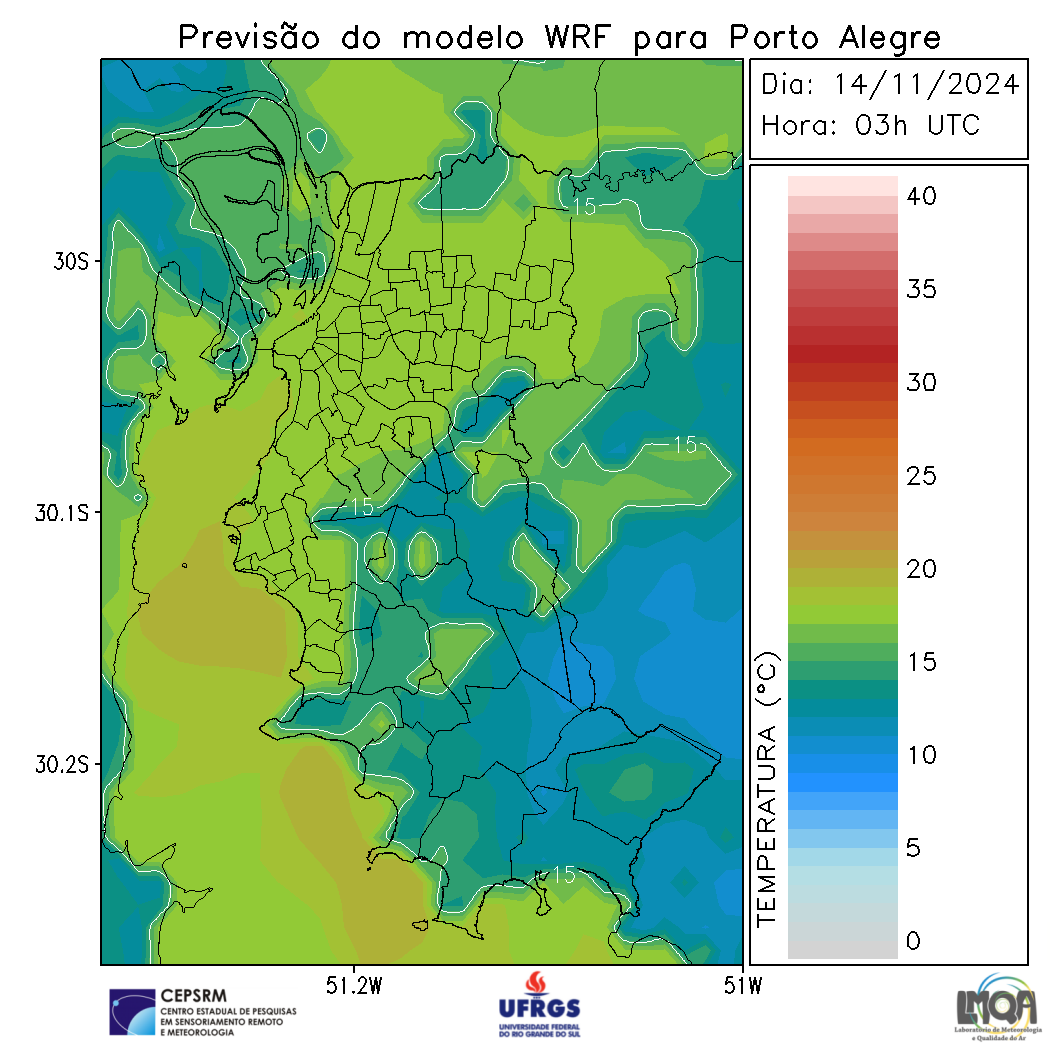 Previsão do modelo WRF para Porto Alegre
Dia: 14/11/2024
Hora: 03h UTC
40
35
30
25
20
15
10
5
0
TEMPERATURA (°C)
30S
30.1S
30.2S
51.2W
51W
15
15
15
15
CEPSRM
CENTRO ESTADUAL DE PESQUISAS
EM SENSORIAMENTO REMOTO
E METEOROLOGIA
UFRGS
UNIVERSIDADE FEDERAL
DO RIO GRANDE DO SUL
LMQA
Laboratório de Meteorologia
e Qualidade do Ar